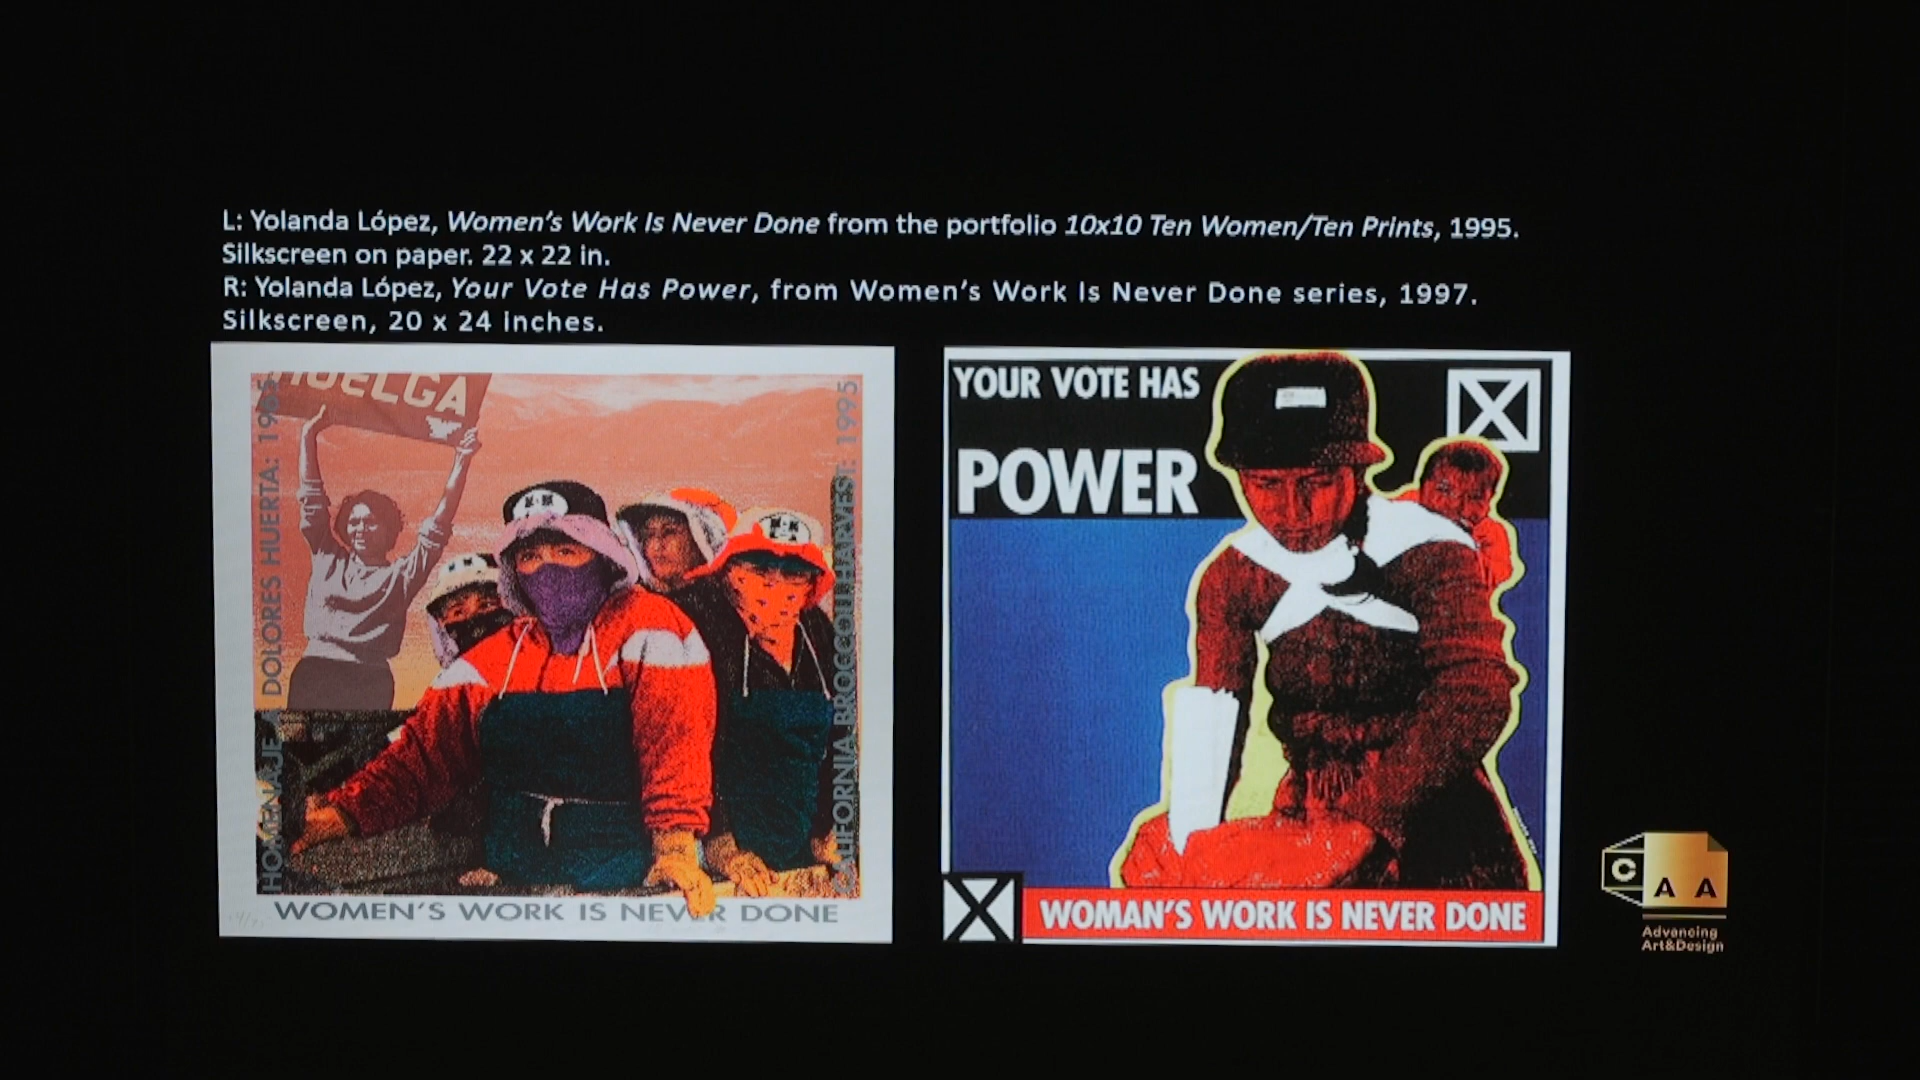 L: Yolanda López, Women's Work Is Never Done from the portfolio 10x10 Ten Women/Ten Prints, 1995.
Silkscreen on paper. 22 x 22 in.
R: Yolanda López, Your Vote Has Power, from Women's Work Is Never Done series, 1997.
Silkscreen, 20 x 24 inches.
HUELGA
HOMENAJE A DOLORES HUERTA: 1965
CALIFORNIA BROCCOLI HARVEST: 1995
WOMEN'S WORK IS NEVER DONE
YOUR VOTE HAS
POWER
WOMAN'S WORK IS NEVER DONE
CAA
Advancing
Art&Design